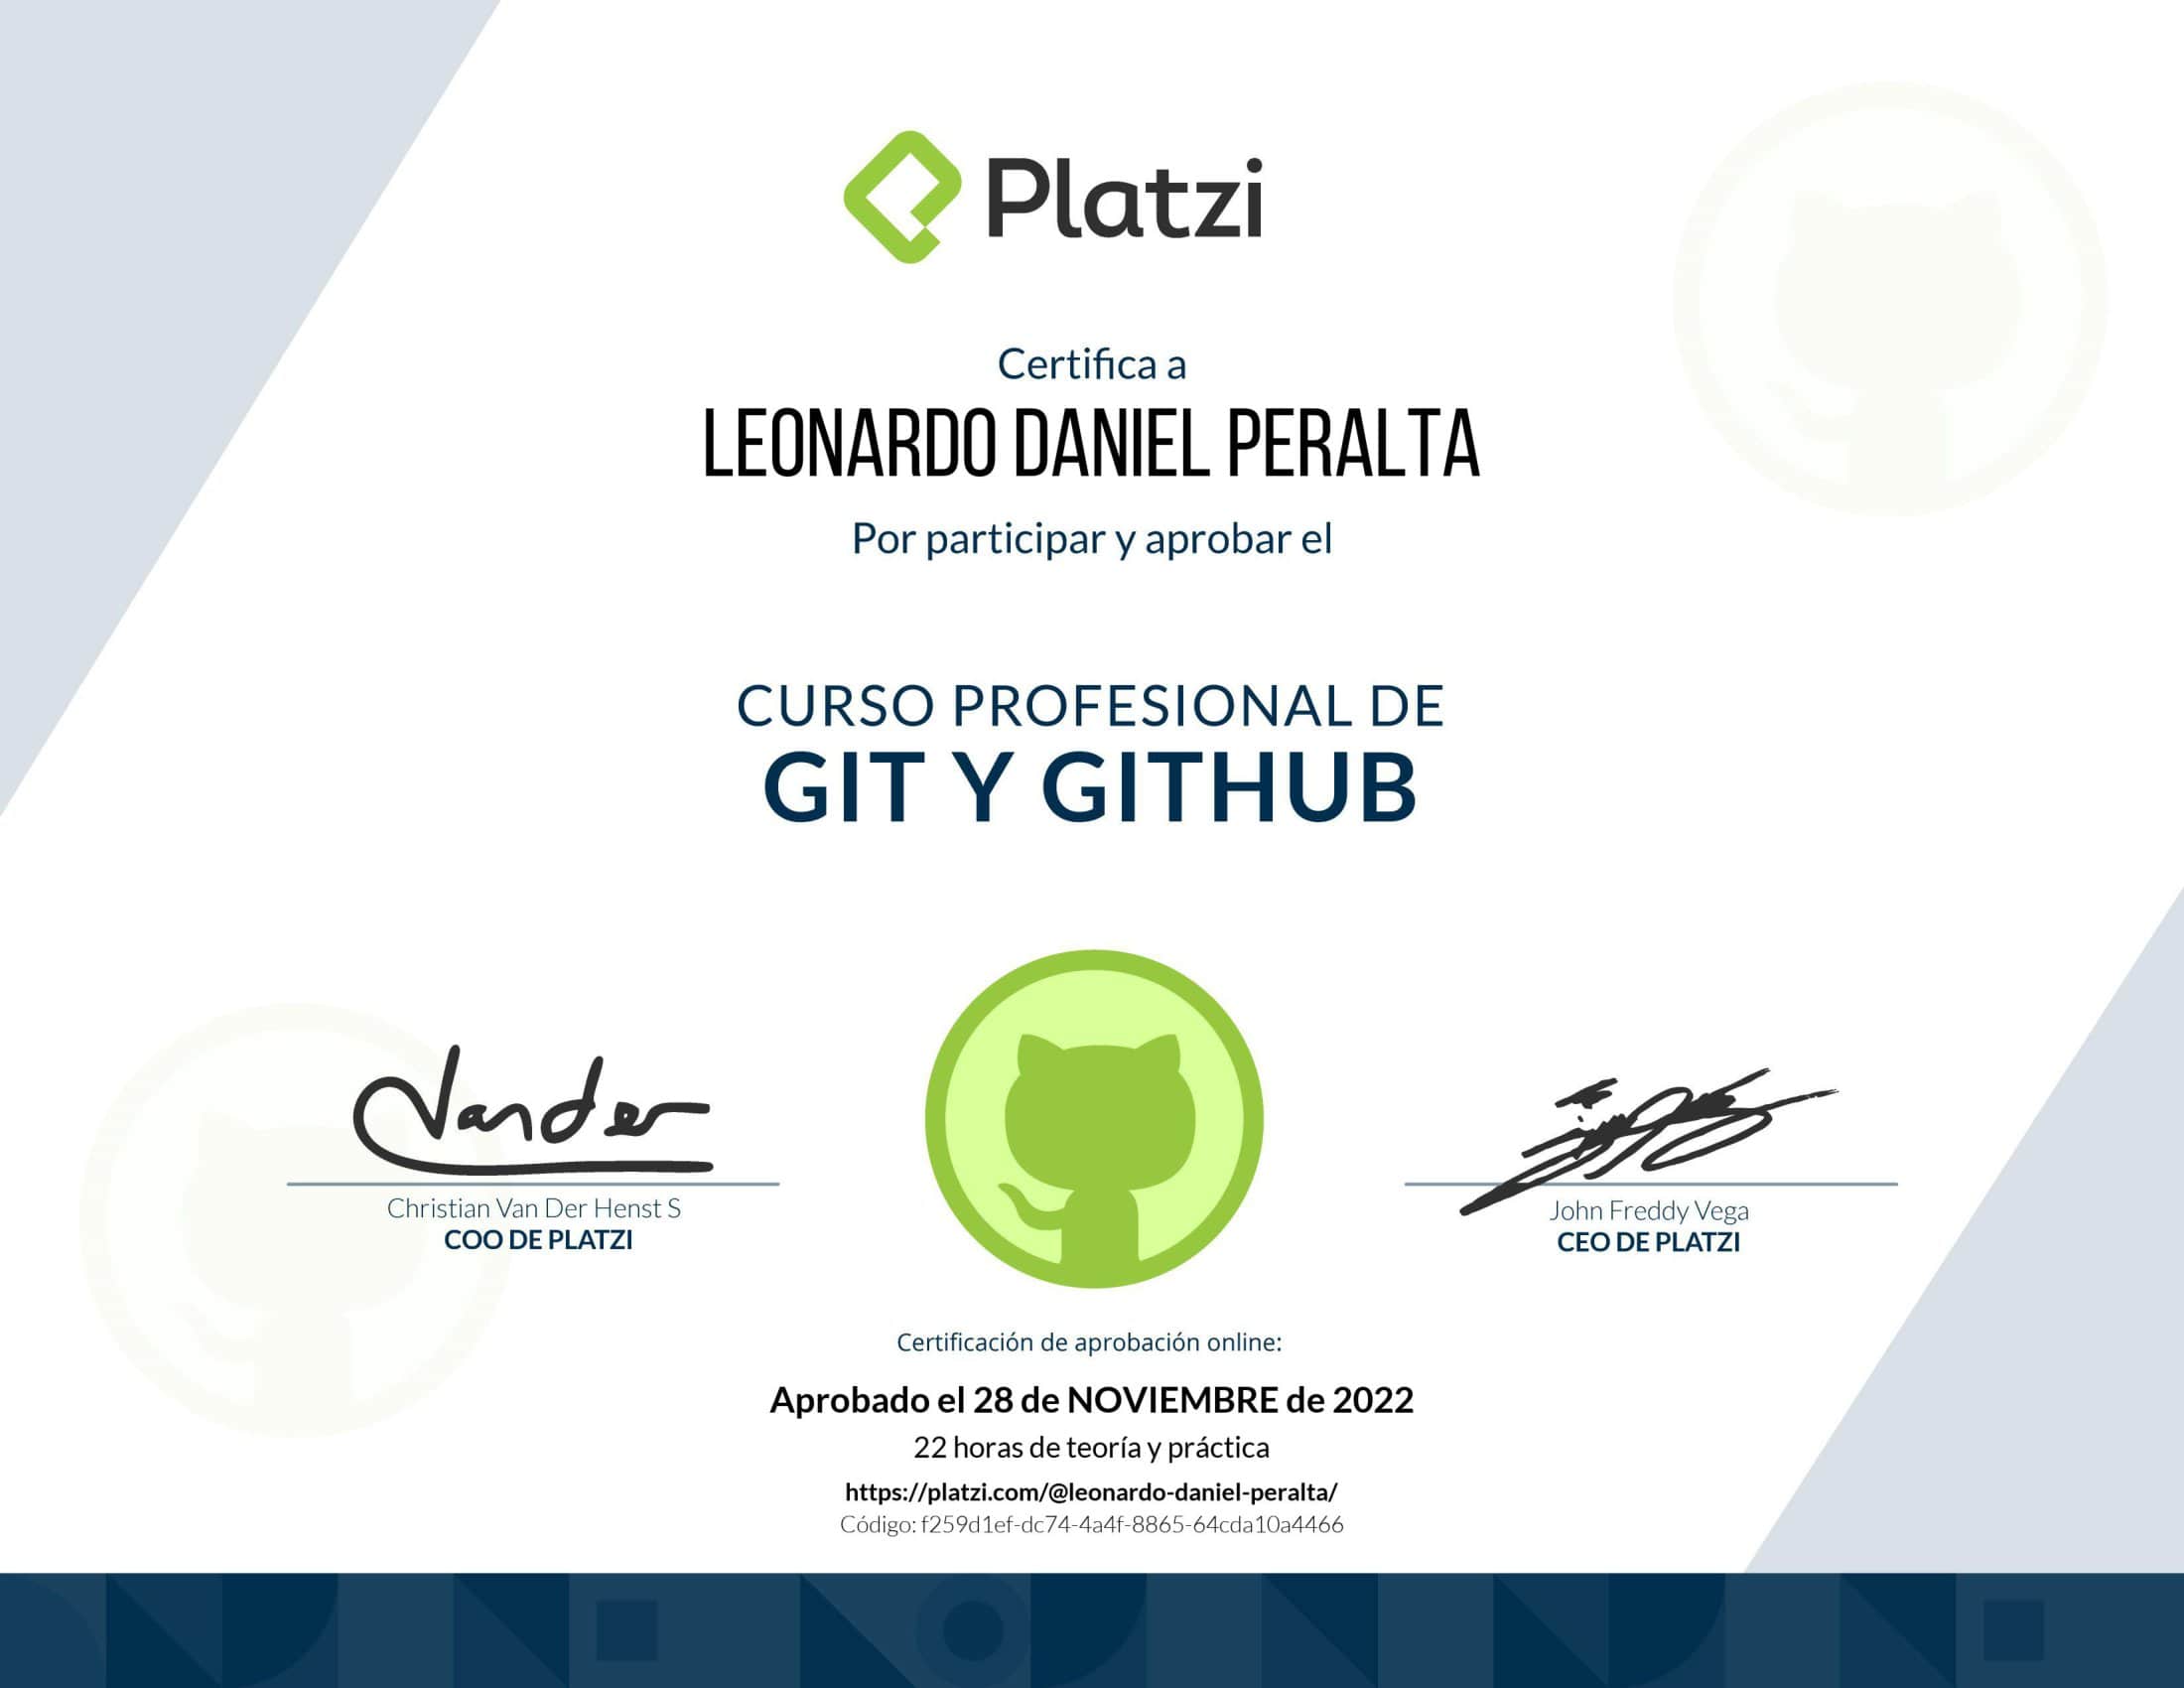 Platzi
Certifica a
LEONARDO DANIEL PERALTA
Por participar y aprobar el
CURSO PROFESIONAL DE
GIT Y GITHUB
Vander
Christian Van Der Henst S
COO DE PLATZI
John Freddy Vega
CEO DE PLATZI
Certificación de aprobación online:
Aprobado el 28 de NOVIEMBRE de 2022
22 horas de teoría y práctica
https://platzi.com/@leonardo-daniel-peralta/
Código: f259d1ef-dc74-4a4f-8865-64cda10a4466